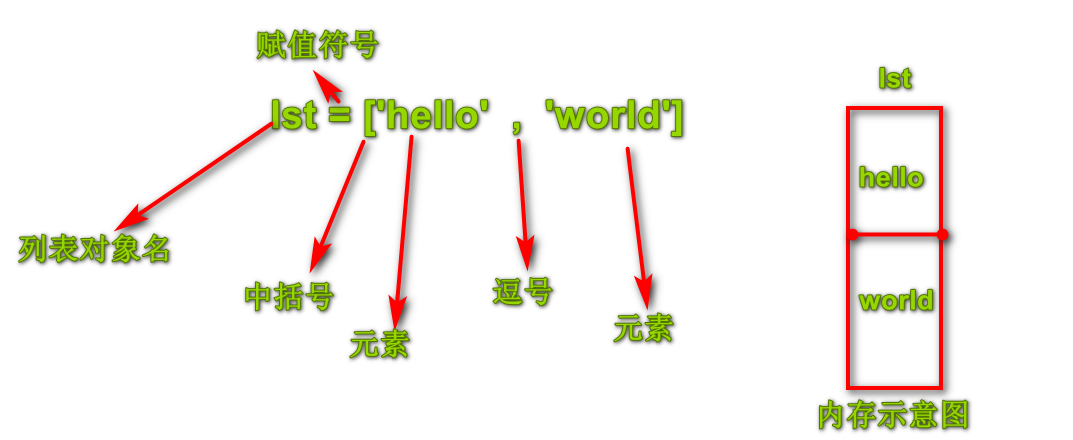 赋值符号
lst = ['hello' , 'world']
列表对象名
中括号
元素
逗号
元素
lst
hello
world
内存示意图